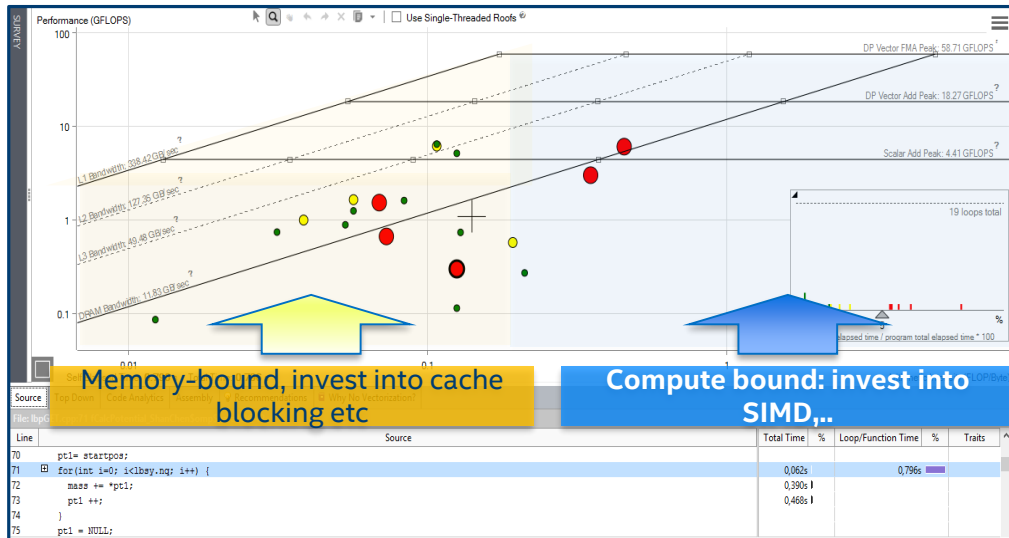 SURVEY
Performance (GFLOPS)
Use Single-Threaded Roofs
100
10
1
0.1
0.01
0.1
1
DP Vector FMA Peak: 58.71 GFLOPS
?
DP Vector Add Peak: 18.27 GFLOPS
?
Scalar Add Peak: 4.41 GFLOPS
?
L1 Bandwidth: 338.42 GB/sec
?
L2 Bandwidth: 127.35 GB/sec
?
L3 Bandwidth: 49.48 GB/sec
?
DRAM Bandwidth: 11.83 GB/sec
?
19 loops total
%
elapsed time / program total elapsed time * 100
FLOP/Byte
Memory-bound, invest into cache
blocking etc
Compute bound: invest into
SIMD,..
Source Top Down Code Analytics Assembly Recommendations Why No Vectorization?
Line Source Total Time % Loop/Function Time % Traits
70 pt1= startpos;
71 for(int i=0; i<lbsy.nq; i++) { 0,062s 0,796s
72 mass += *pt1; 0,390s
73 pt1 ++; 0,468s
74 }
75 pt1 = NULL;